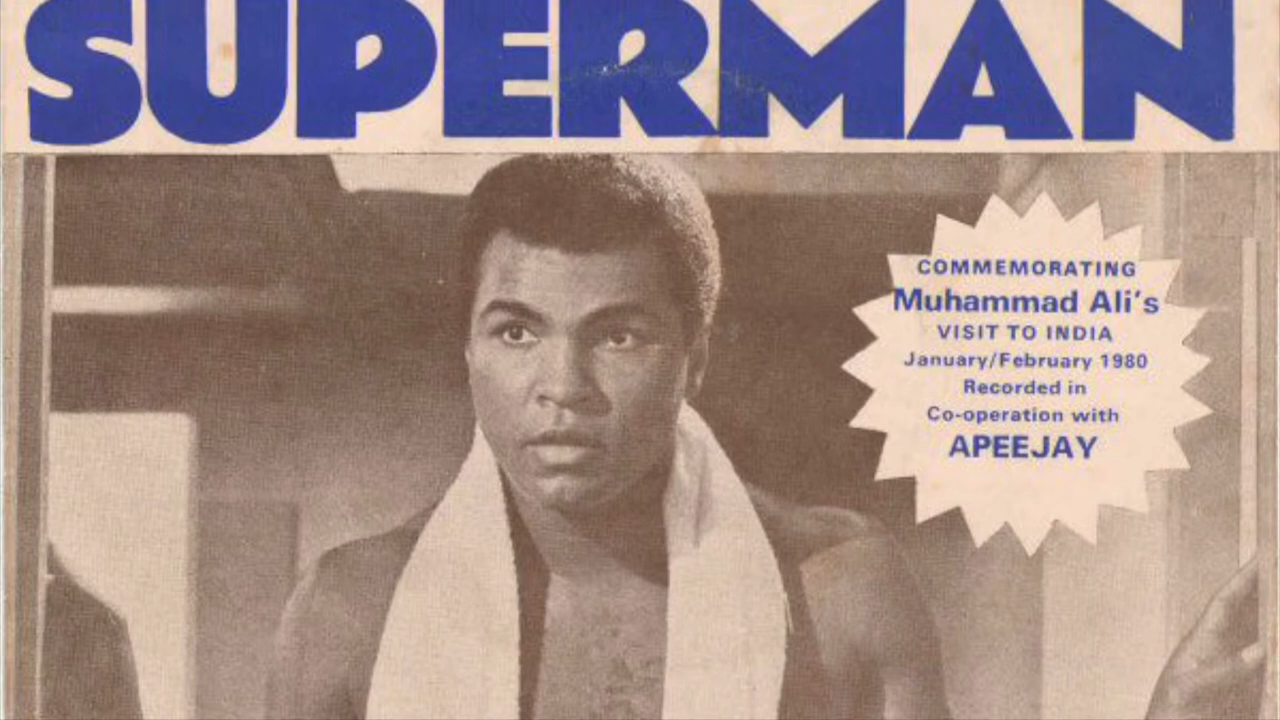 SUPERMAN
COMMEMORATING
Muhammad Ali's
VISIT TO INDIA
January/February 1980
Recorded in
Co-operation with
APEEJAY